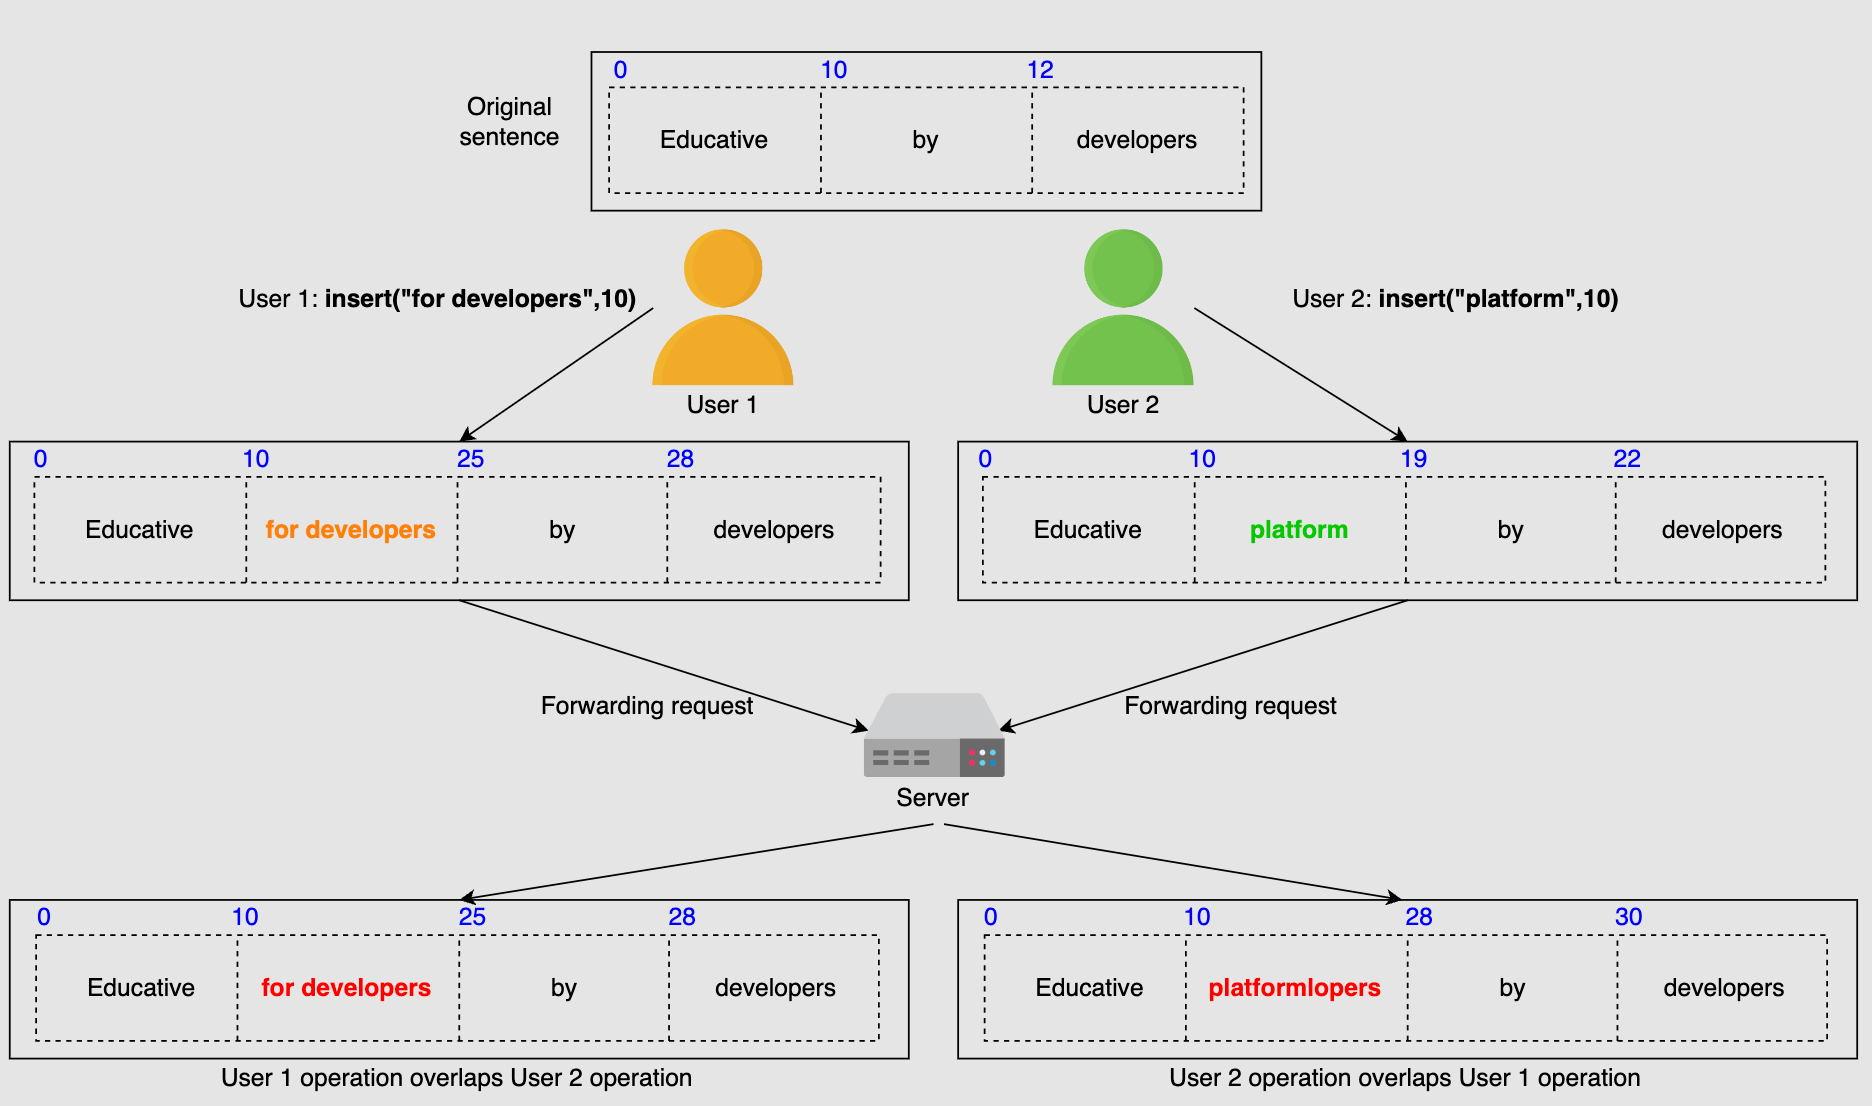 0 10 12
Original
sentence
Educative by developers
User 1: insert("for developers",10)
User 2: insert("platform",10)
User 1
User 2
0 10 25 28
Educative for developers by developers
0 10 19 22
Educative platform by developers
Forwarding request
Forwarding request
Server
0 10 25 28
Educative for developers by developers
User 1 operation overlaps User 2 operation
0 10 28 30
Educative platformlopers by developers
User 2 operation overlaps User 1 operation